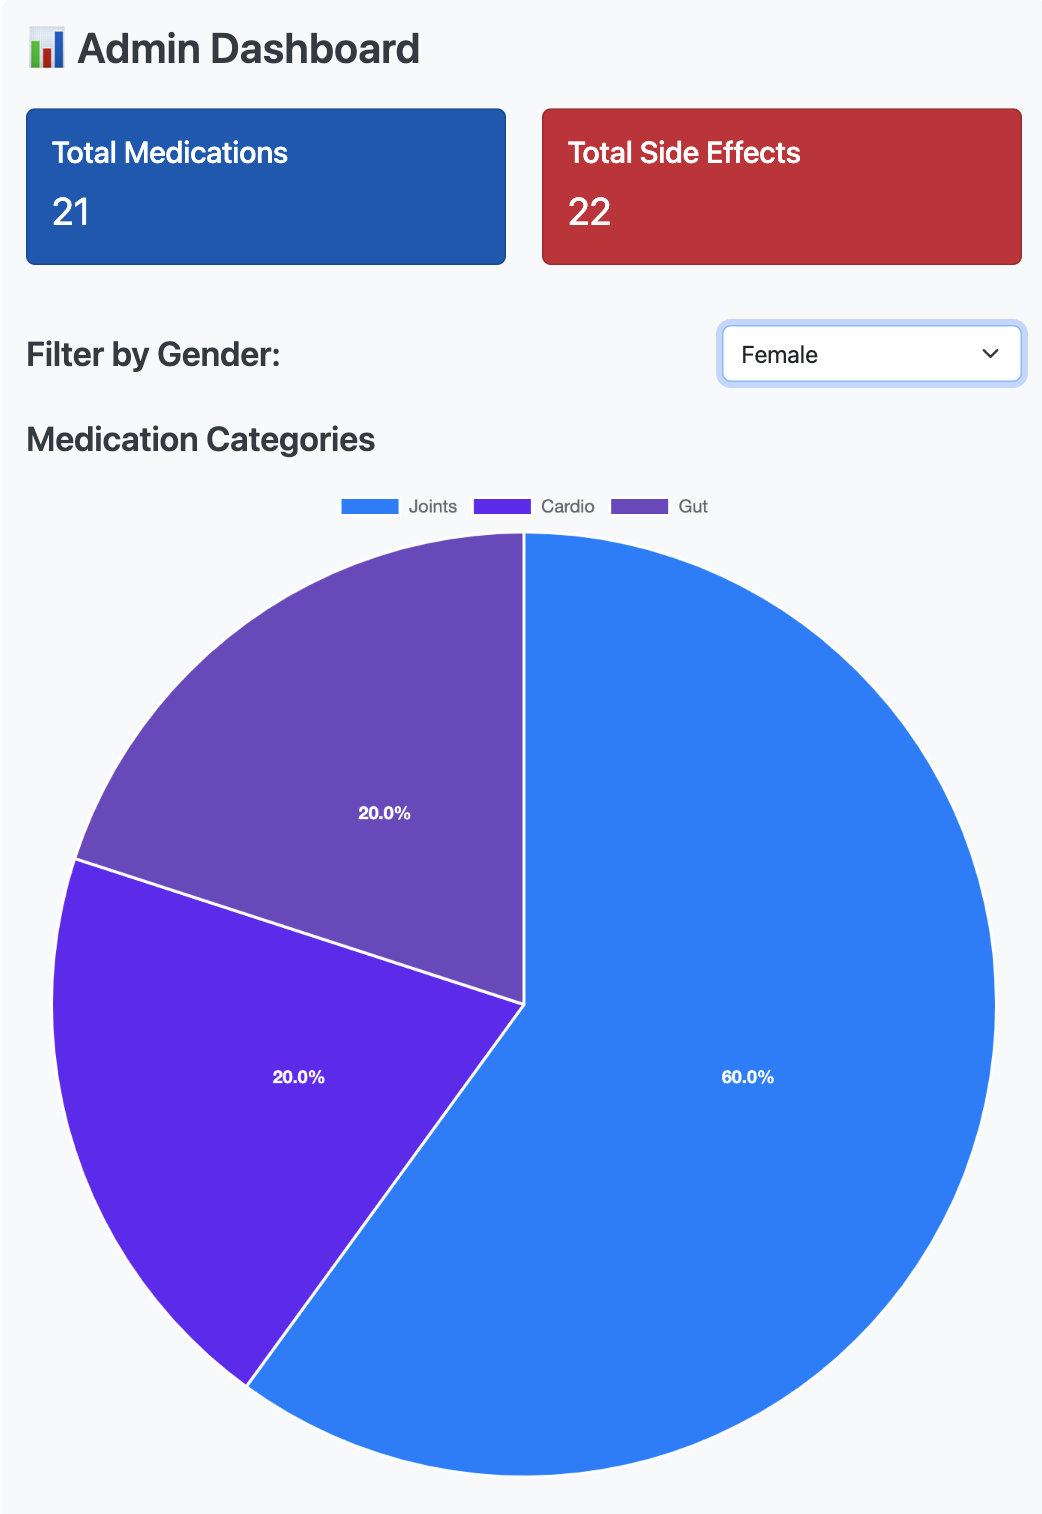 Admin Dashboard
Total Medications
21
Total Side Effects
22
Filter by Gender:
Female
Medication Categories
Joints
Cardio
Gut
20.0%
20.0%
60.0%